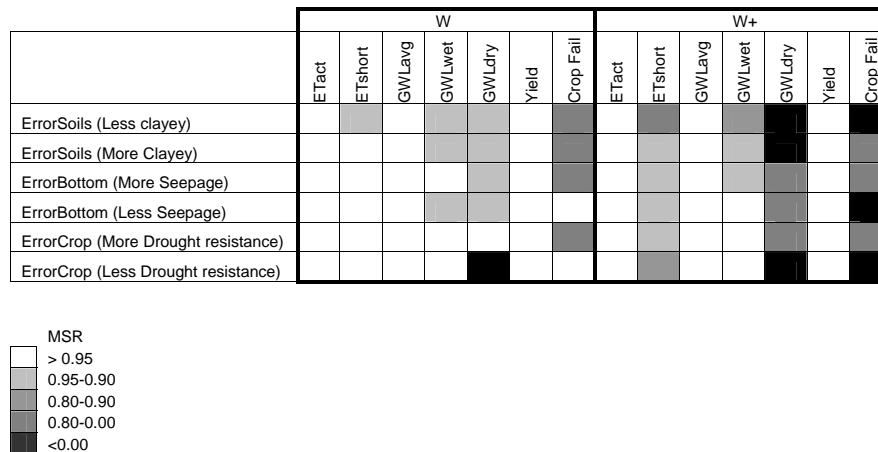 W W+
ETact ETshort GWLavg GWLwet GWLdry Yield Crop Fail ETact ETshort GWLavg GWLwet GWLdry Yield Crop Fail
ErrorSoils (Less clayey)
ErrorSoils (More Clayey)
ErrorBottom (More Seepage)
ErrorBottom (Less Seepage)
ErrorCrop (More Drought resistance)
ErrorCrop (Less Drought resistance)
MSR
> 0.95
0.95-0.90
0.80-0.90
0.80-0.00
<0.00